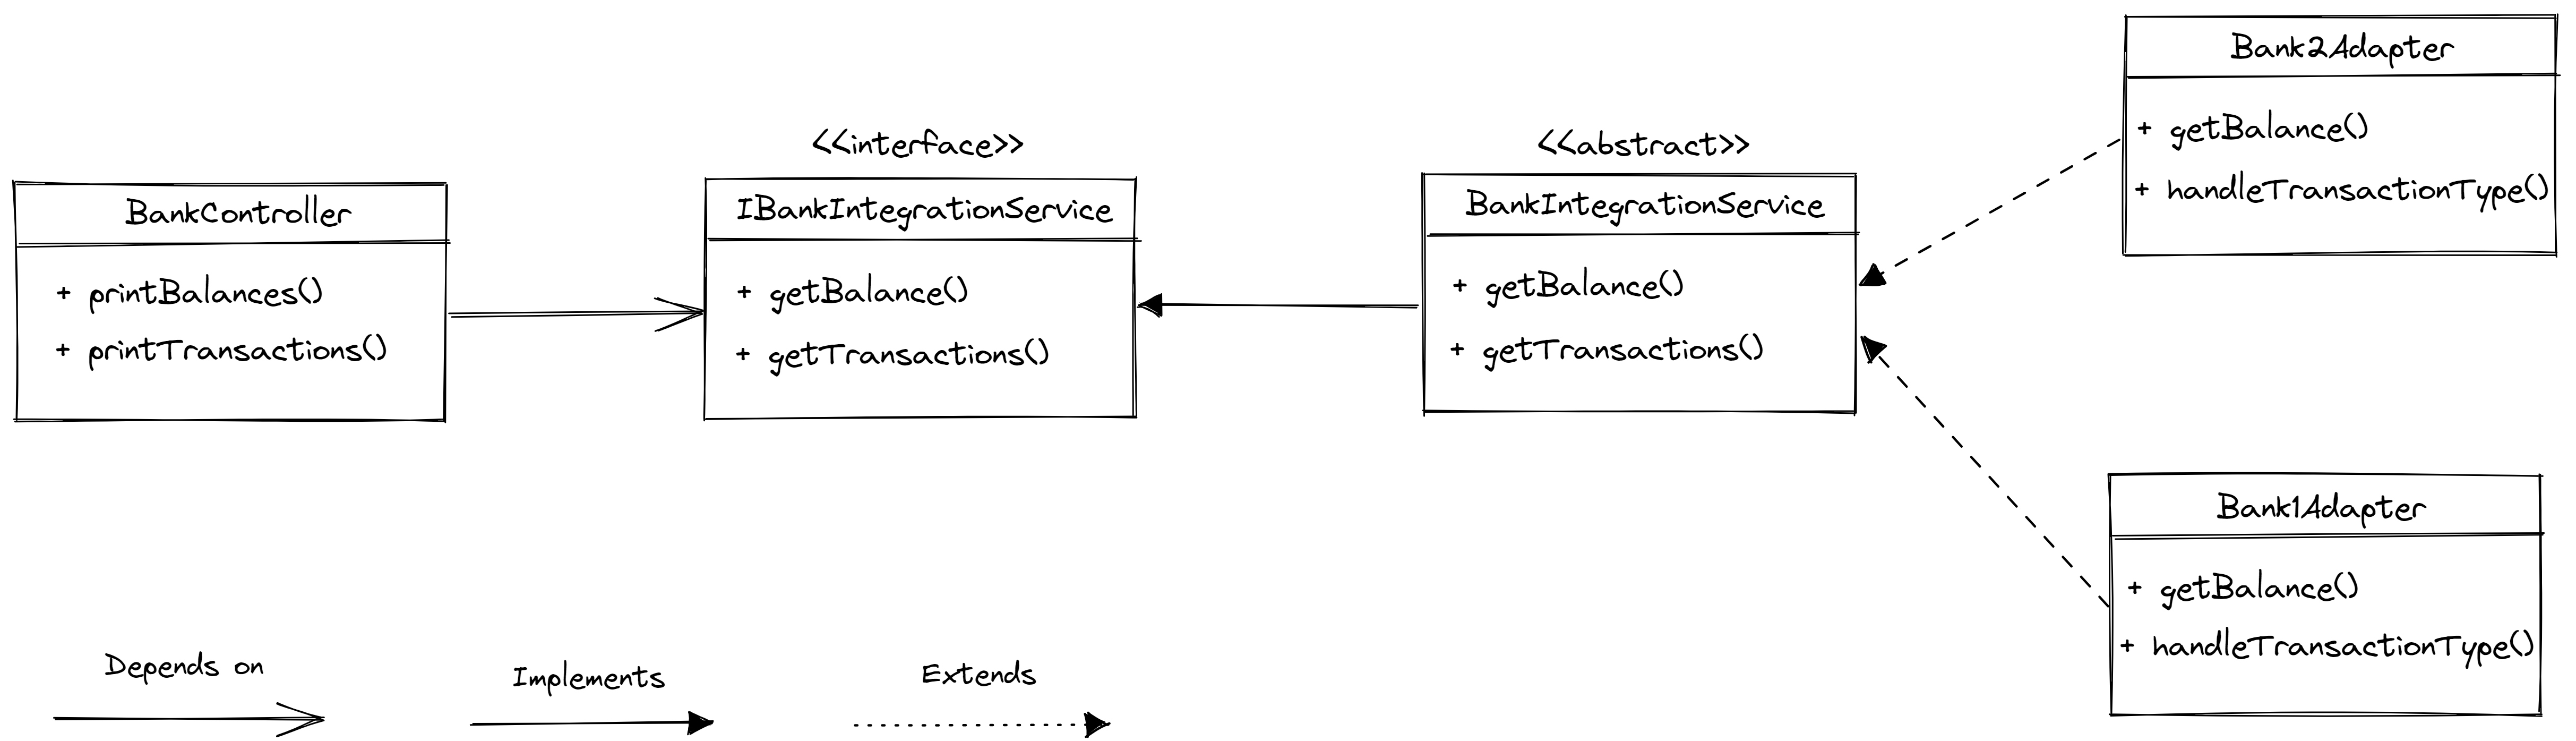 BankController
+ printBalances()
+ printTransactions()
<<interface>>
IBankIntegrationService
+ getBalance()
+ getTransactions()
<<abstract>>
BankIntegrationService
+ getBalance()
+ getTransactions()
Bank2Adapter
+ getBalance()
+ handleTransactionType()
Bank1Adapter
+ getBalance()
+ handleTransactionType()
Depends on
Implements
Extends